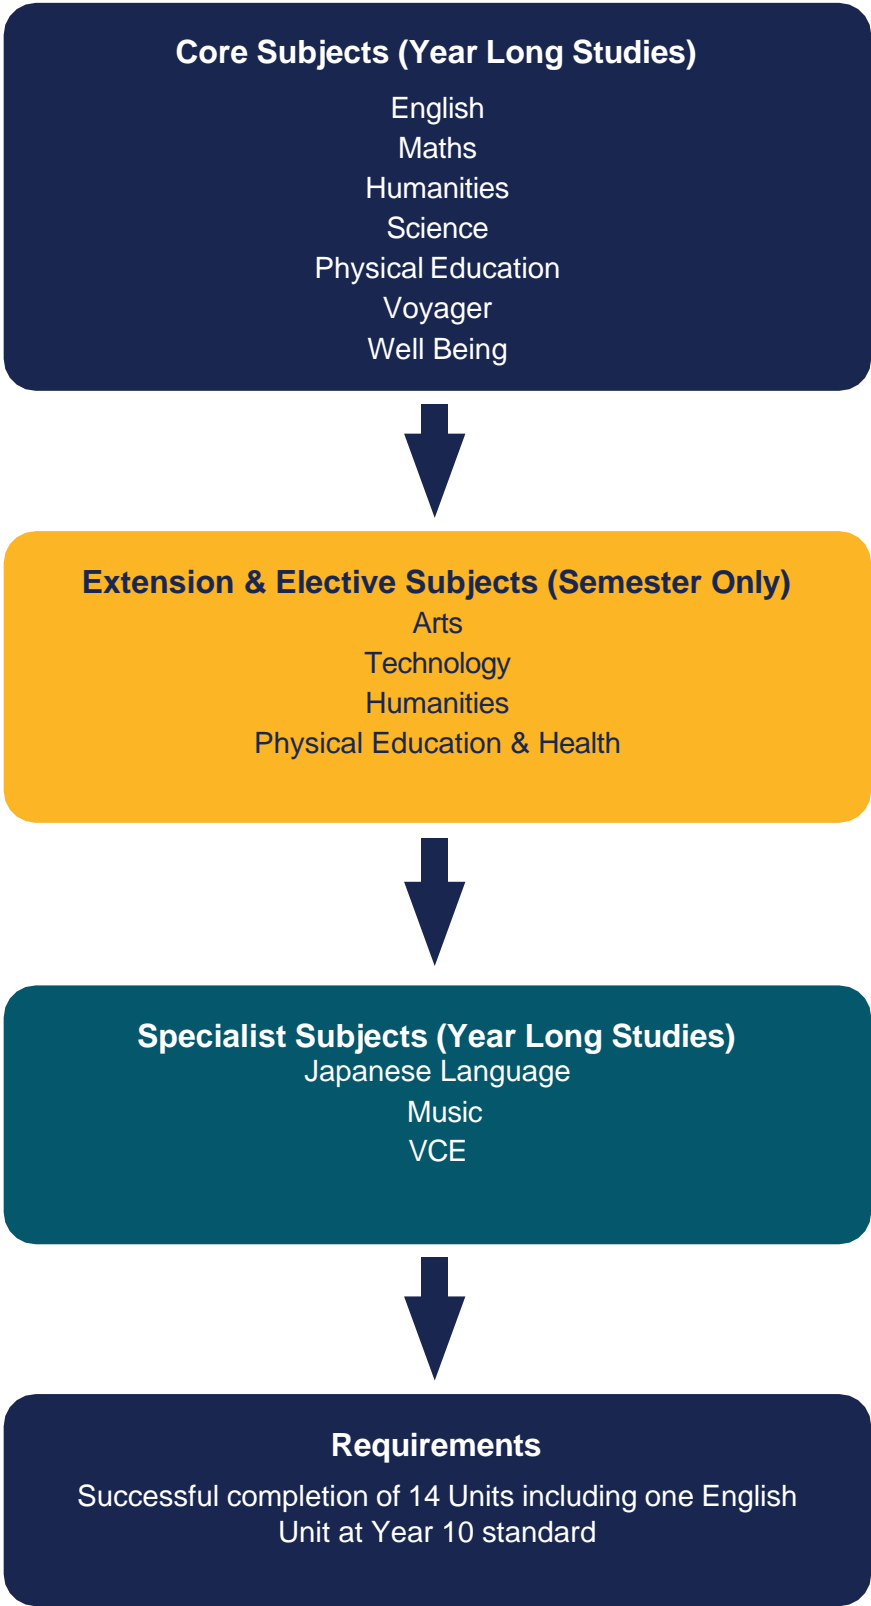 Core Subjects (Year Long Studies)
English
Maths
Humanities
Science
Physical Education
Voyager
Well Being
Extension & Elective Subjects (Semester Only)
Arts
Technology
Humanities
Physical Education & Health
Specialist Subjects (Year Long Studies)
Japanese Language
Music
VCE
Requirements
Successful completion of 14 Units including one English
Unit at Year 10 standard